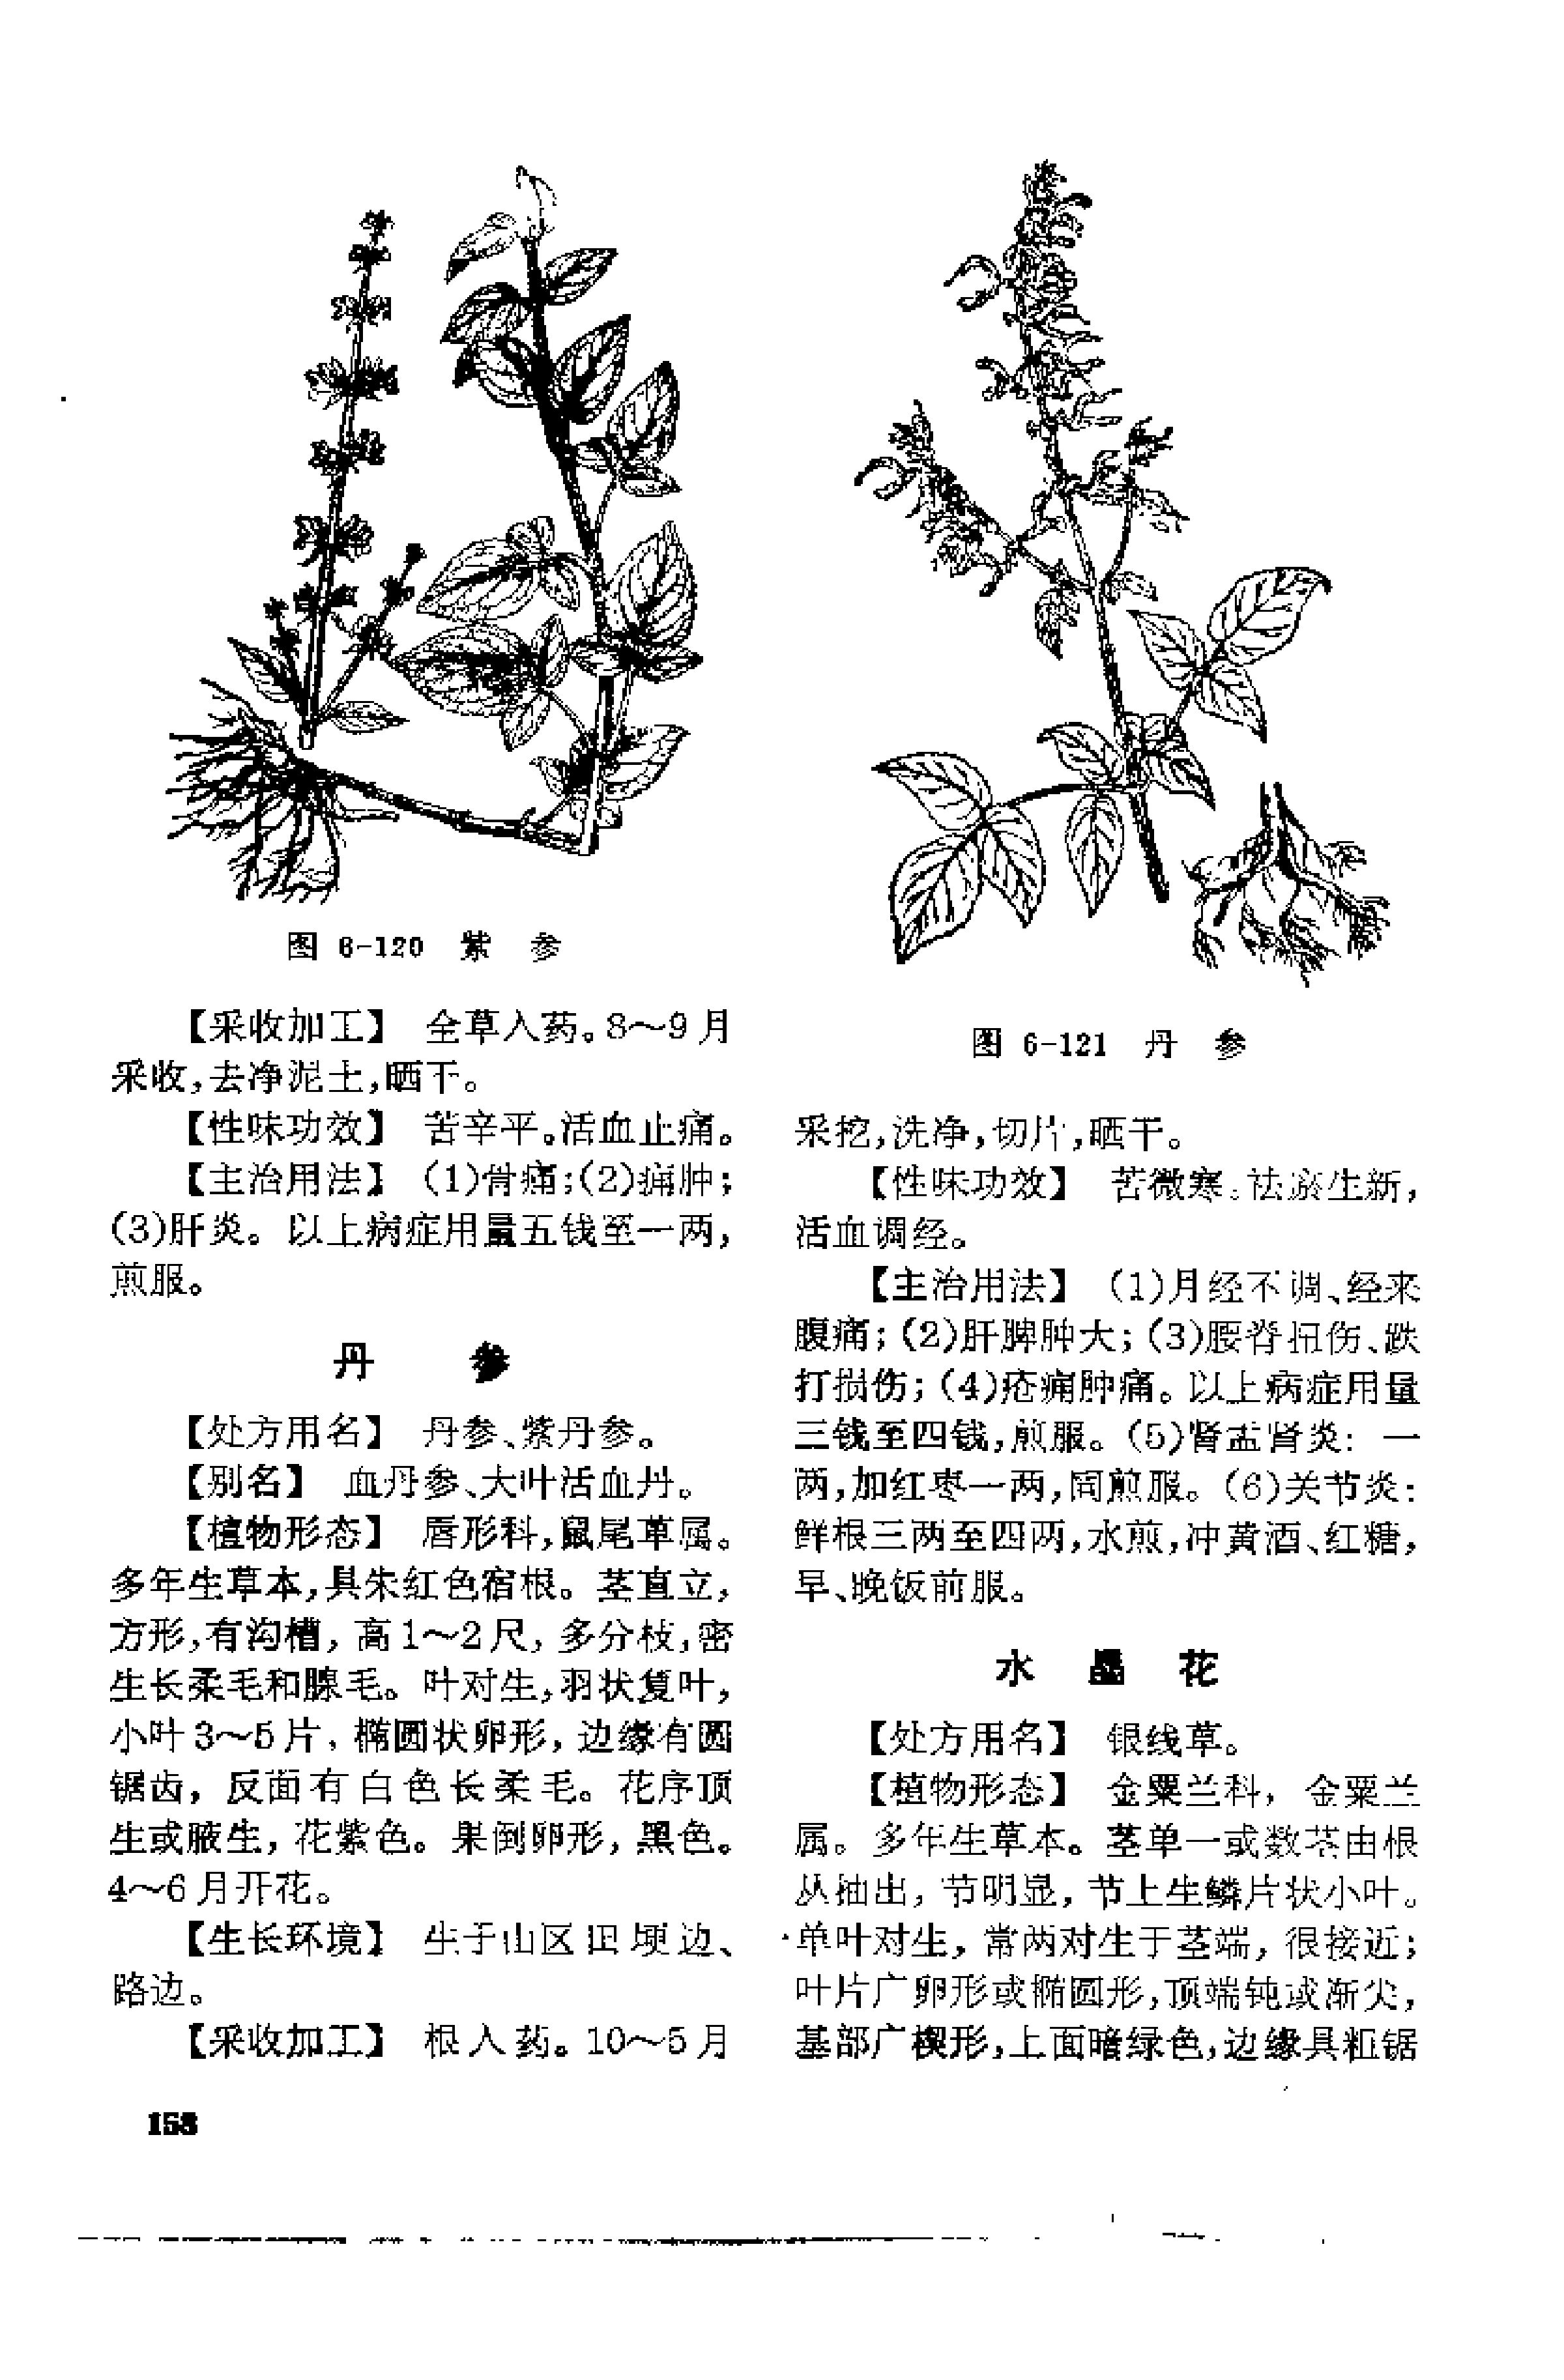 图 6-120 紫 参
【采收加工】 全草入药。8～9月
采收,去净泥土,晒干。
【性味功效】 苦辛平。活血止痛。
【主治用法】 (1)骨痛;(2)痈肿;
(3)肝炎。以上病症用量五钱至一两,
煎服。
丹 参
【处方用名】 丹参、紫丹参。
【别名】 血丹参、大叶活血丹。
【植物形态】 唇形科,鼠尾草属。
多年生草本,具朱红色宿根。茎直立,
方形,有沟槽, 高1～2尺, 多分枝,密
生长柔毛和腺毛。叶对生,羽状复叶,
小叶3～5片, 椭圆状卵形, 边缘有圆
锯齿, 反面有白色长柔毛。花序顶
生或腋生, 花紫色。果倒卵形, 黑色。
4～6月开花。
【生长环境】 生于山区田埂边、
路边。
【采收加工】 根入药。10～5月
图 6-121 丹 参
采挖,洗净,切片,晒干。
【性味功效】 苦微寒。祛瘀生新,
活血调经。
【主治用法】 (1)月经不调、经来
腹痛; (2)肝脾肿大; (3)腰脊扭伤、跌
打损伤; (4)疮痈肿痛。以上病症用量
三钱至四钱,煎服。(5)肾盂肾炎: 一
两,加红枣一两,同煎服。(6)关节炎:
鲜根三两至四两,水煎,冲黄酒、红糖,
早、晚饭前服。
水 晶 花
【处方用名】 银线草。
【植物形态】 金粟兰科, 金粟兰
属。多年生草本。茎单一或数茎由根
丛抽出, 节明显, 节上生鳞片状小叶。
单叶对生, 常两对生于茎端, 很接近;
叶片广卵形或椭圆形,顶端钝或渐尖,
基部广楔形,上面暗绿色,边缘具粗锯
158